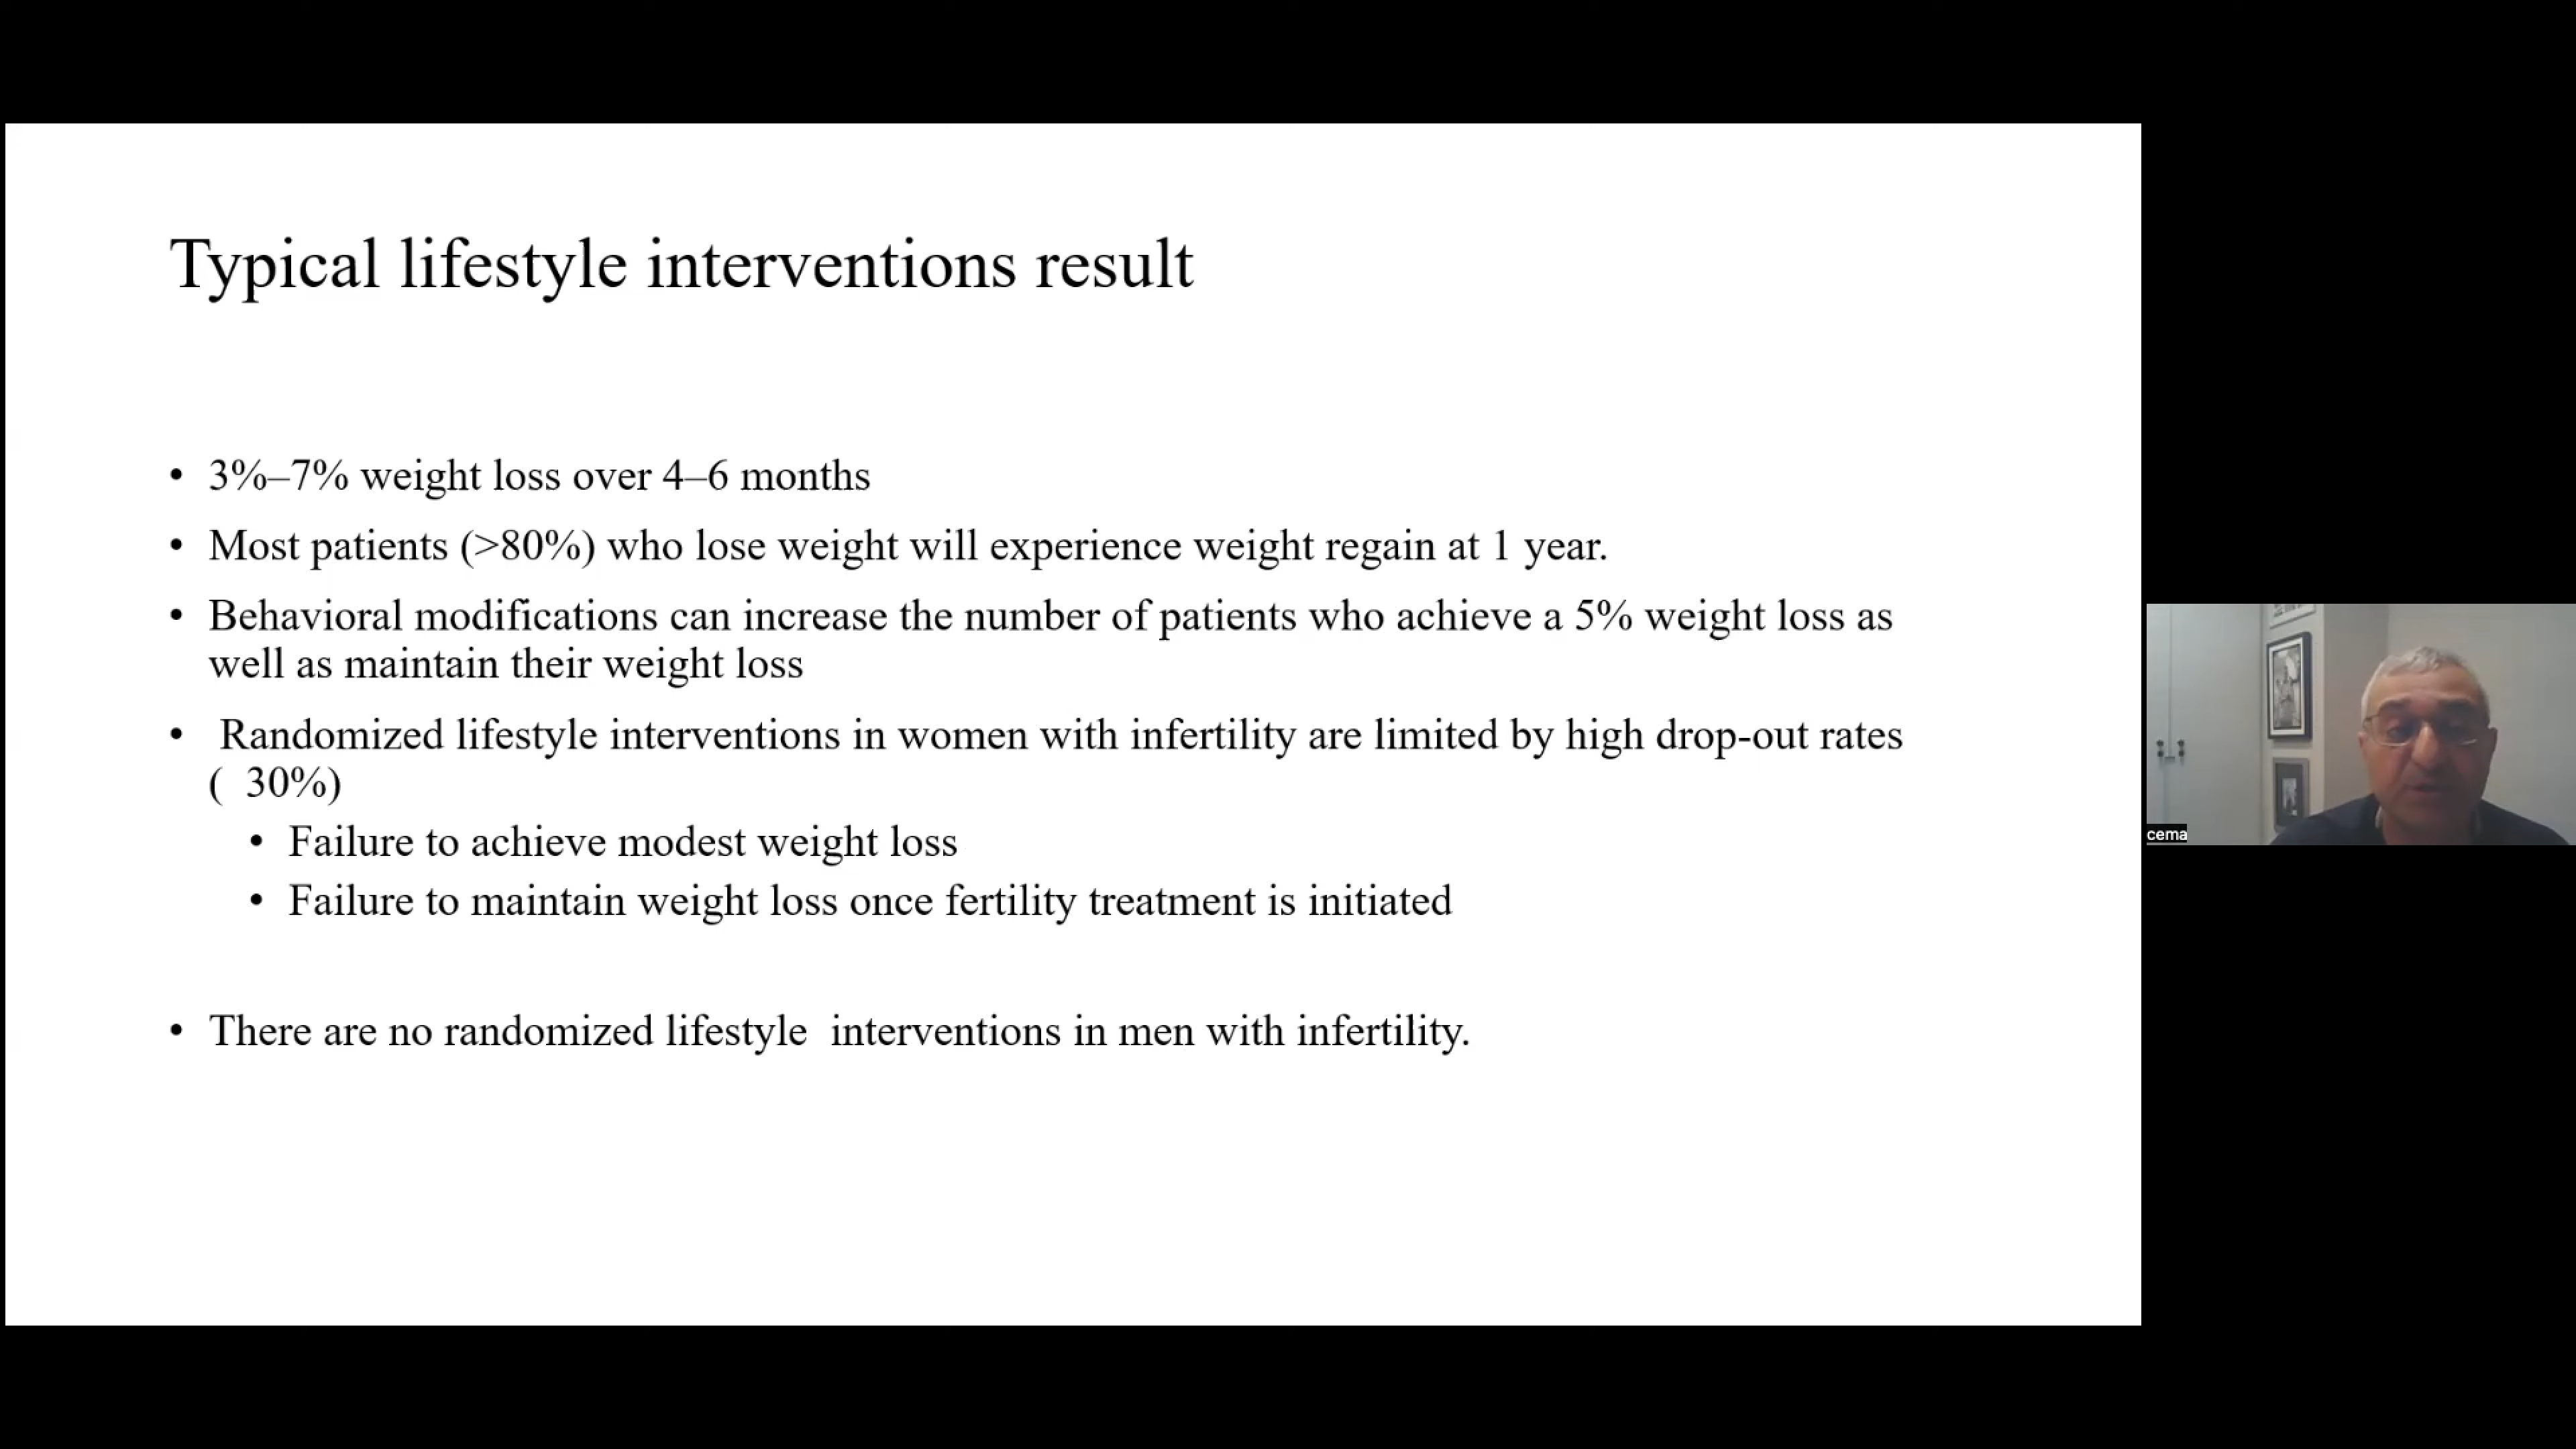 Typical lifestyle interventions result
• 3%–7% weight loss over 4–6 months
• Most patients (>80%) who lose weight will experience weight regain at 1 year.
• Behavioral modifications can increase the number of patients who achieve a 5% weight loss as
well as maintain their weight loss
• Randomized lifestyle interventions in women with infertility are limited by high drop-out rates
( 30%)
• Failure to achieve modest weight loss
• Failure to maintain weight loss once fertility treatment is initiated
• There are no randomized lifestyle interventions in men with infertility.
cema